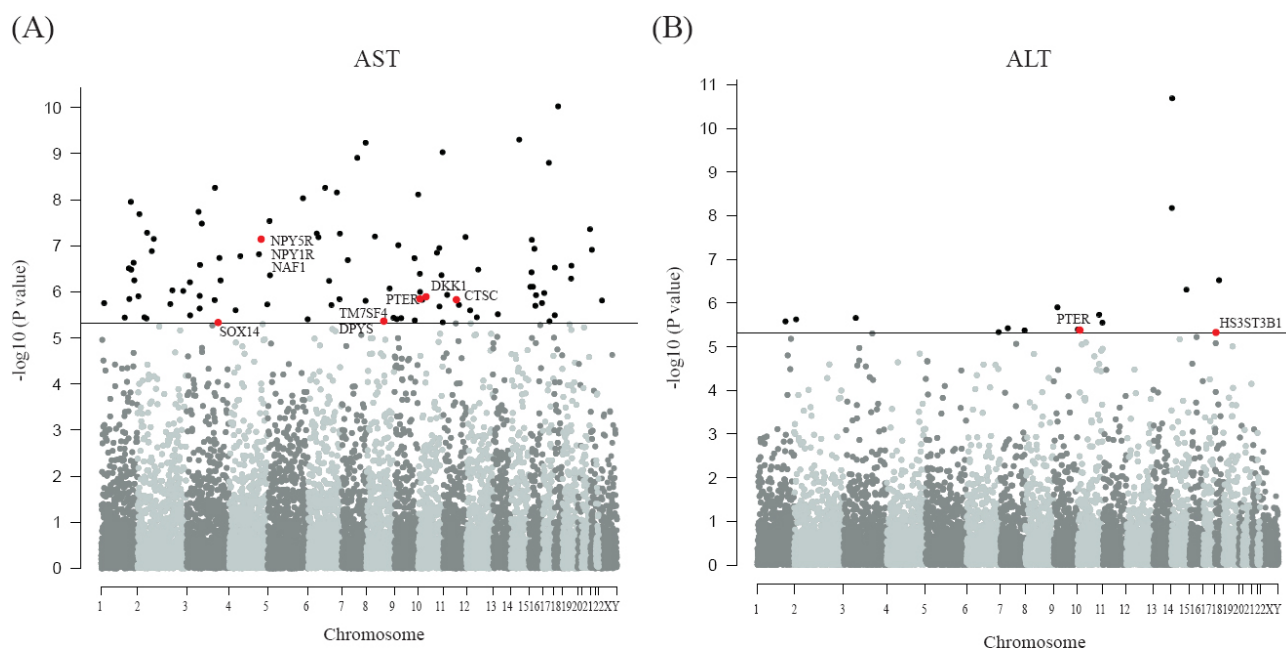 (A)
AST
-log10 (P value)
10
9
8
7
6
5
4
3
2
1
0
NPY5R
NPY1R
NAF1
DKK1
PTER
CTSC
TM7SF4
DPYS
SOX14
1 2 3 4 5 6 7 8 9 10 11 12 13 14 15 16 17 18 19 20 21 22 X Y
Chromosome
(B)
ALT
-log10 (P value)
11
10
9
8
7
6
5
4
3
2
1
0
PTER
HS3ST3B1
1 2 3 4 5 6 7 8 9 10 11 12 13 14 15 16 17 18 19 20 21 22 X Y
Chromosome